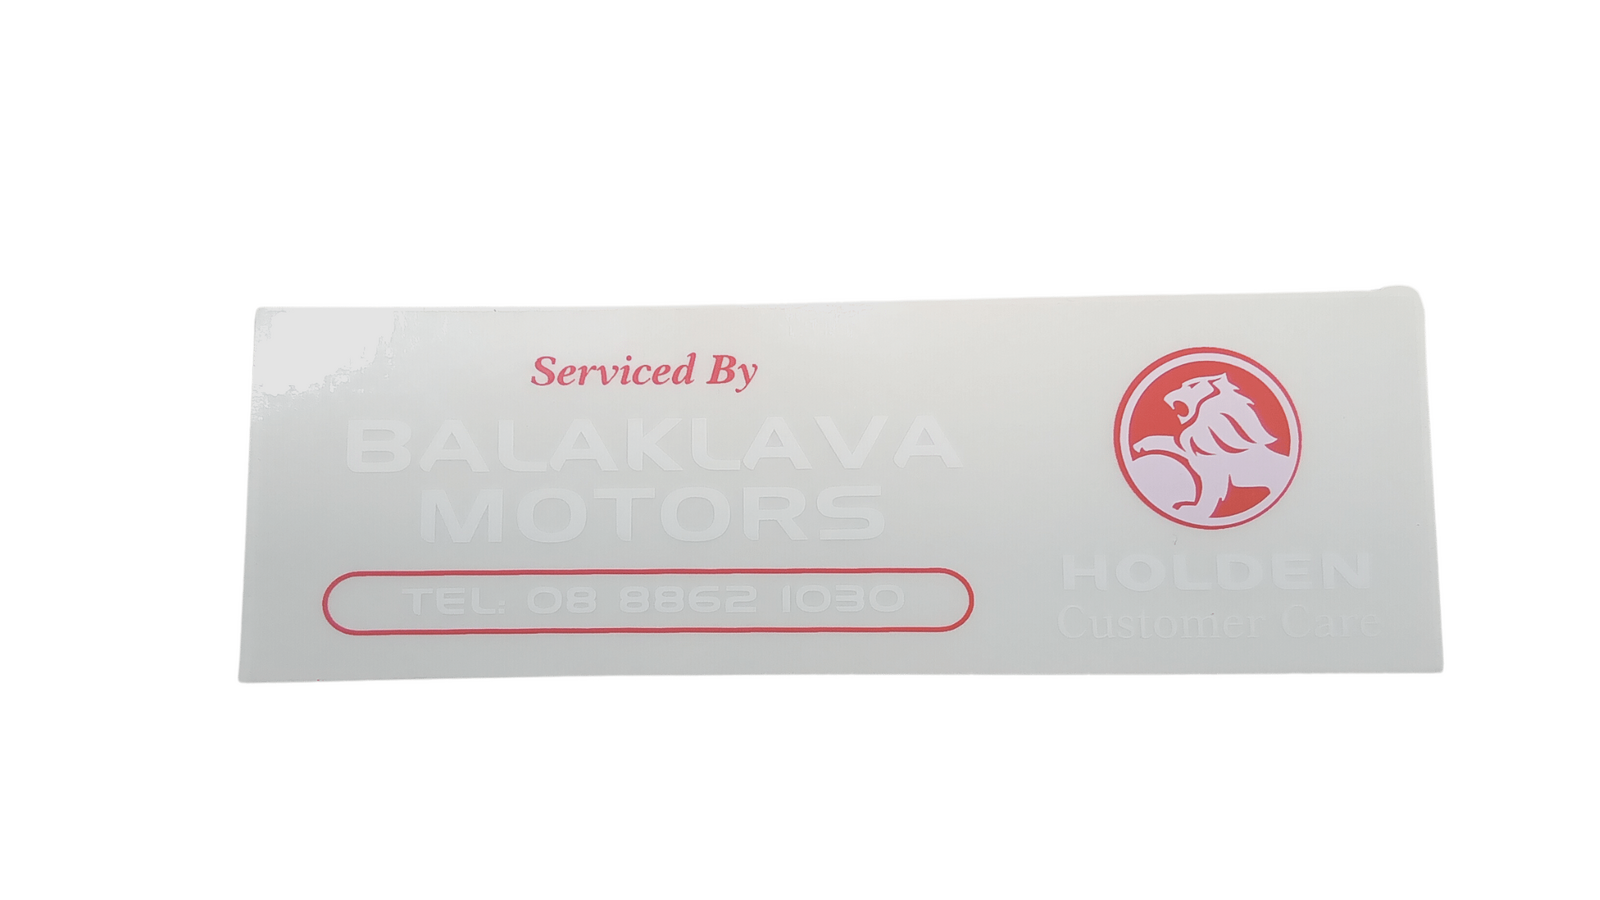 Serviced By
BALAKLAVA
MOTORS
TEL: 08 8862 1030
HOLDEN
Customer Care